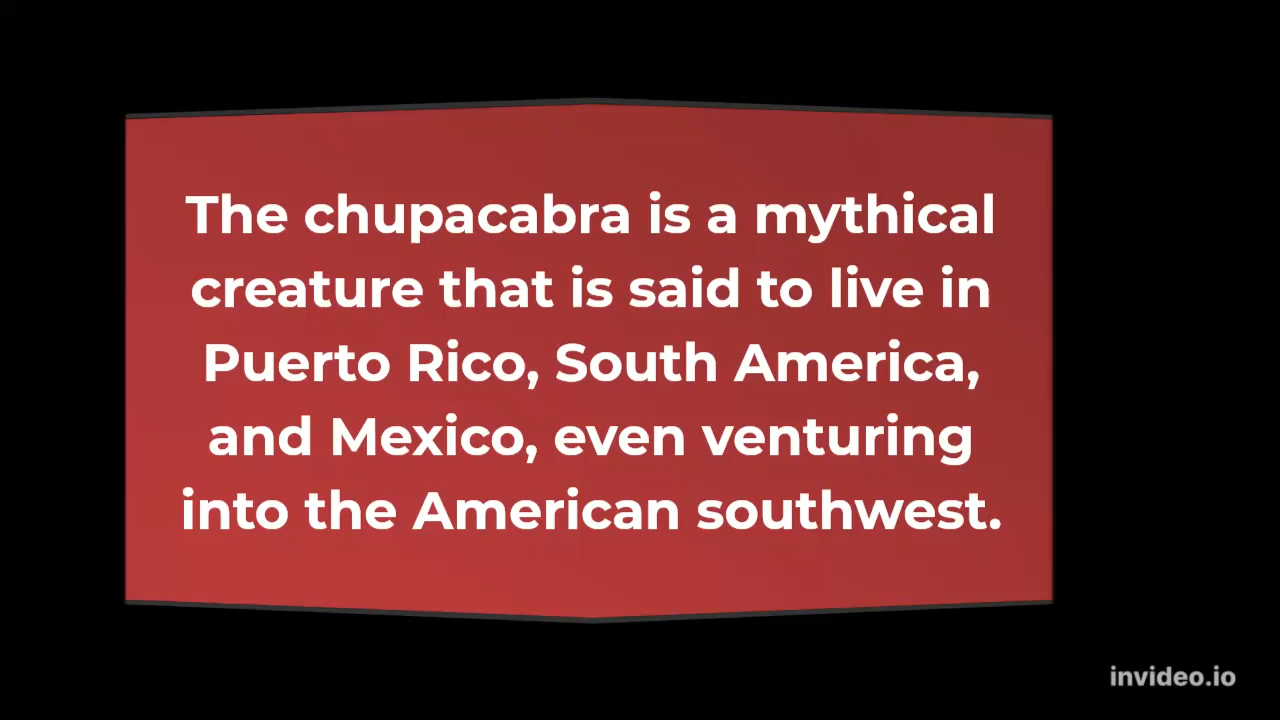 The chupacabra is a mythical
creature that is said to live in
Puerto Rico, South America,
and Mexico, even venturing
into the American southwest.
invideo.io